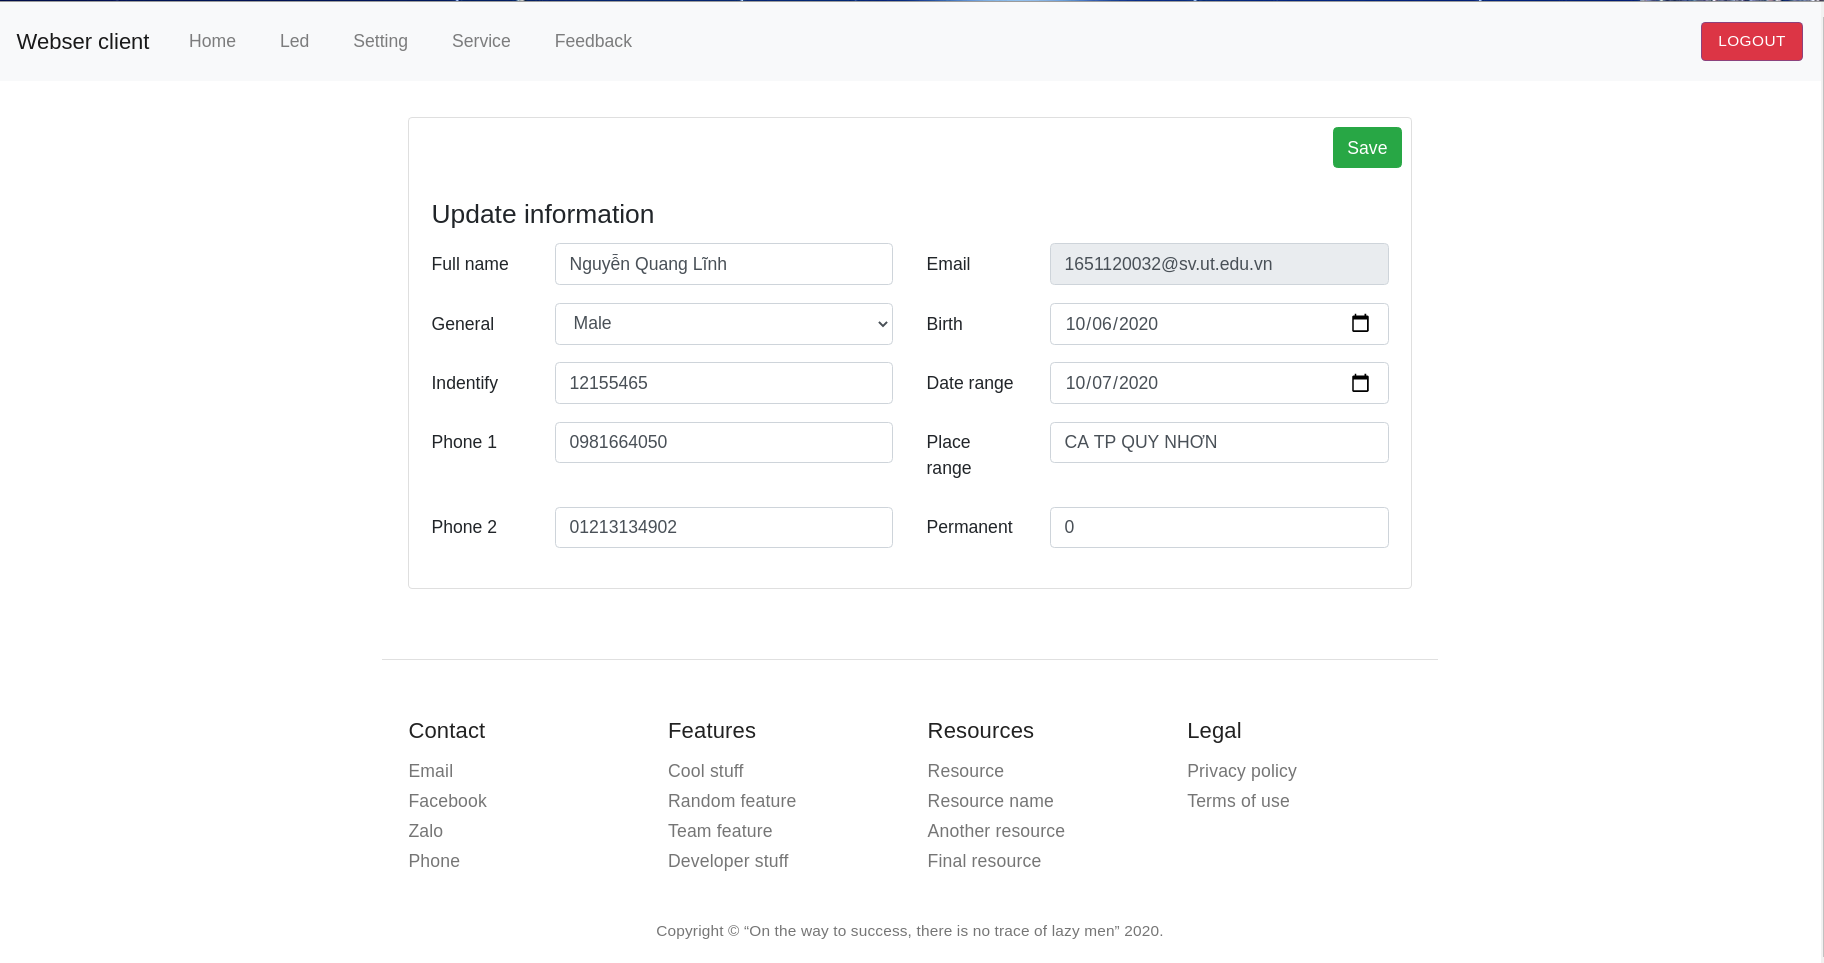 Webser client Home Led Setting Service Feedback LOGOUT
Save
Update information
Full name Nguyễn Quang Lĩnh Email 1651120032@sv.ut.edu.vn
General Male Birth 10/06/2020
Indentify 12155465 Date range 10/07/2020
Phone 1 0981664050 Place range CA TP QUY NHƠN
Phone 2 01213134902 Permanent 0
Contact Features Resources Legal
Email Cool stuff Resource Privacy policy
Facebook Random feature Resource name Terms of use
Zalo Team feature Another resource
Phone Developer stuff Final resource
Copyright © “On the way to success, there is no trace of lazy men” 2020.